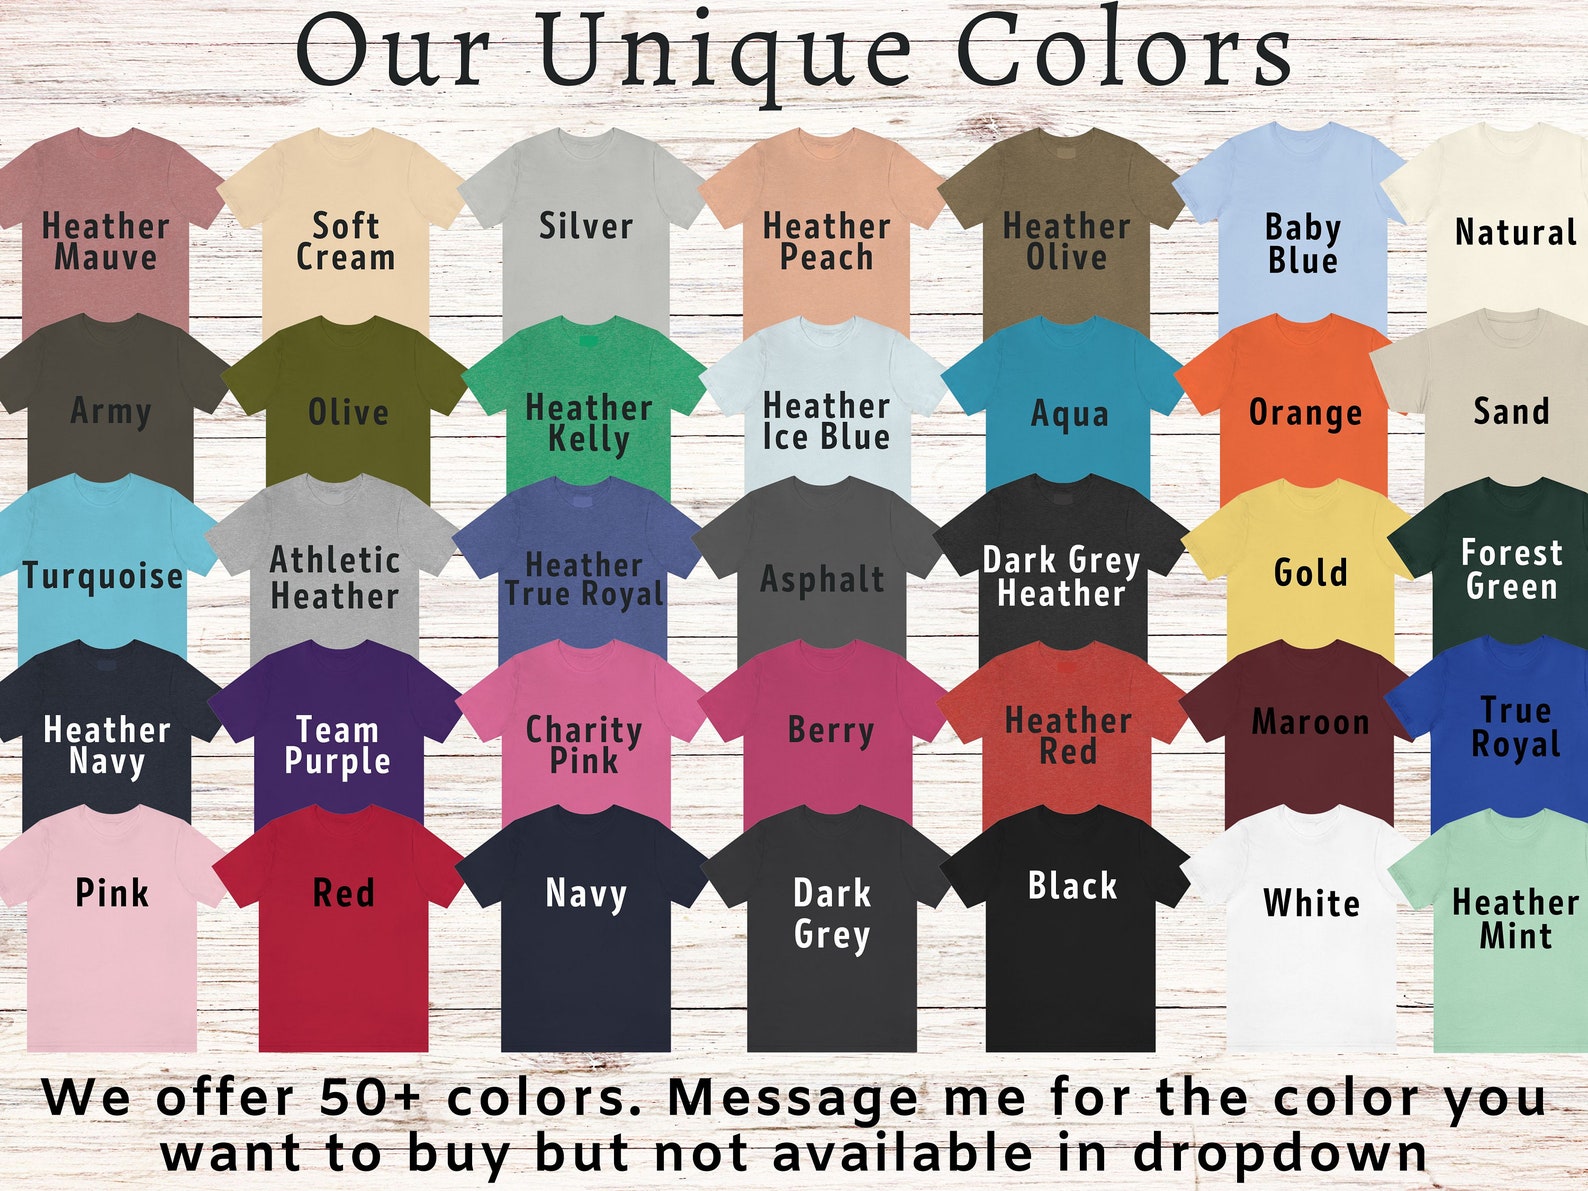 Our Unique Colors
Heather
Mauve
Soft
Cream
Silver
Heather
Peach
Heather
Olive
Baby
Blue
Natural
Army
Olive
Heather
Kelly
Heather
Ice Blue
Aqua
Orange
Sand
Turquoise
Athletic
Heather
Heather
True Royal
Asphalt
Dark Grey
Heather
Gold
Forest
Green
Heather
Navy
Team
Purple
Charity
Pink
Berry
Heather
Red
Maroon
True
Royal
Pink
Red
Navy
Dark
Grey
Black
White
Heather
Mint
We offer 50+ colors. Message me for the color you
want to buy but not available in dropdown